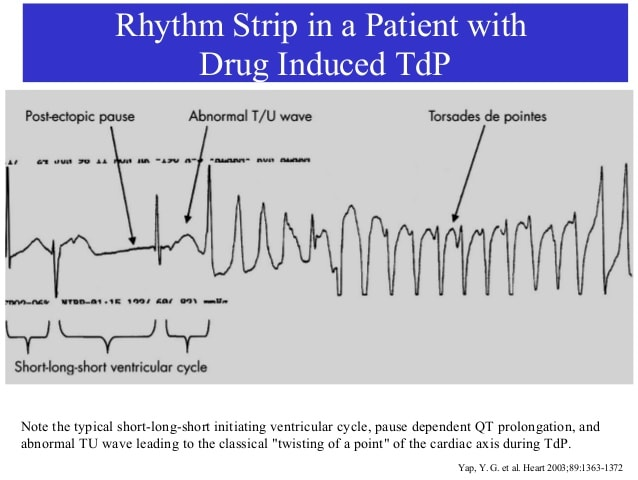 Rhythm Strip in a Patient with
Drug Induced TdP
Post-ectopic pause
Abnormal T/U wave
Torsades de pointes
Short-long-short ventricular cycle
Note the typical short-long-short initiating ventricular cycle, pause dependent QT prolongation, and
abnormal TU wave leading to the classical "twisting of a point" of the cardiac axis during TdP.
Yap, Y. G. et al. Heart 2003;89:1363-1372